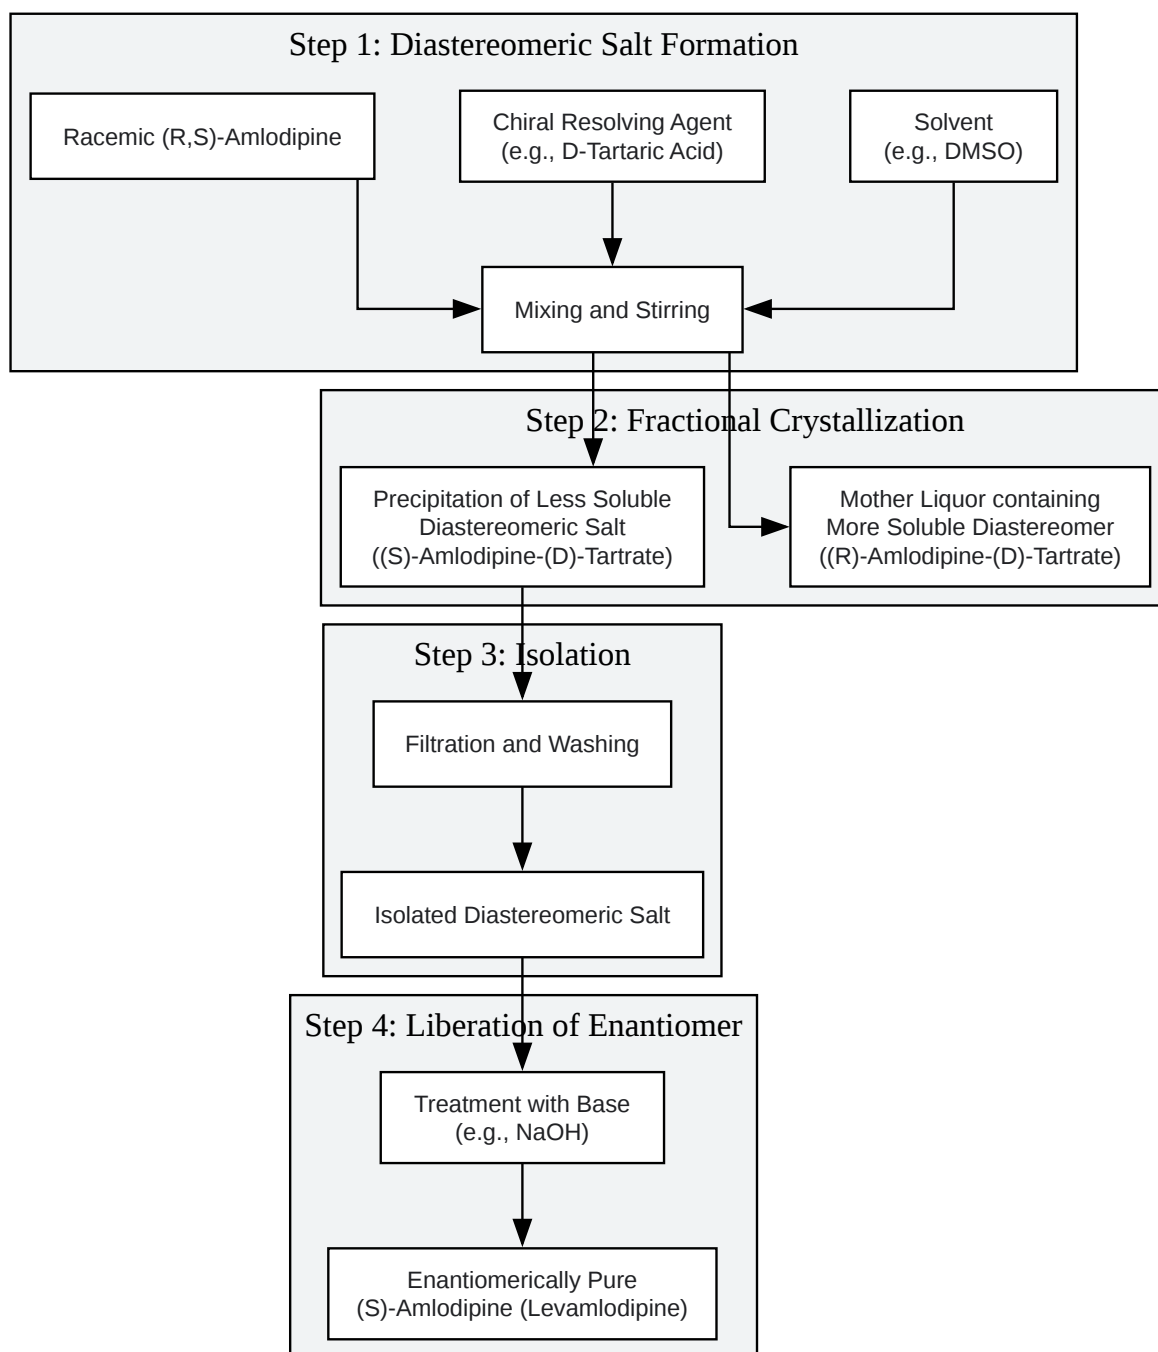 Step 1: Diastereomeric Salt Formation
Racemic (R,S)-Amlodipine
Chiral Resolving Agent
(e.g., D-Tartaric Acid)
Solvent
(e.g., DMSO)
Mixing and Stirring
Step 2: Fractional Crystallization
Precipitation of Less Soluble
Diastereomeric Salt
((S)-Amlodipine-(D)-Tartrate)
Mother Liquor containing
More Soluble Diastereomer
((R)-Amlodipine-(D)-Tartrate)
Step 3: Isolation
Filtration and Washing
Isolated Diastereomeric Salt
Step 4: Liberation of Enantiomer
Treatment with Base
(e.g., NaOH)
Enantiomerically Pure
(S)-Amlodipine (Levamlodipine)